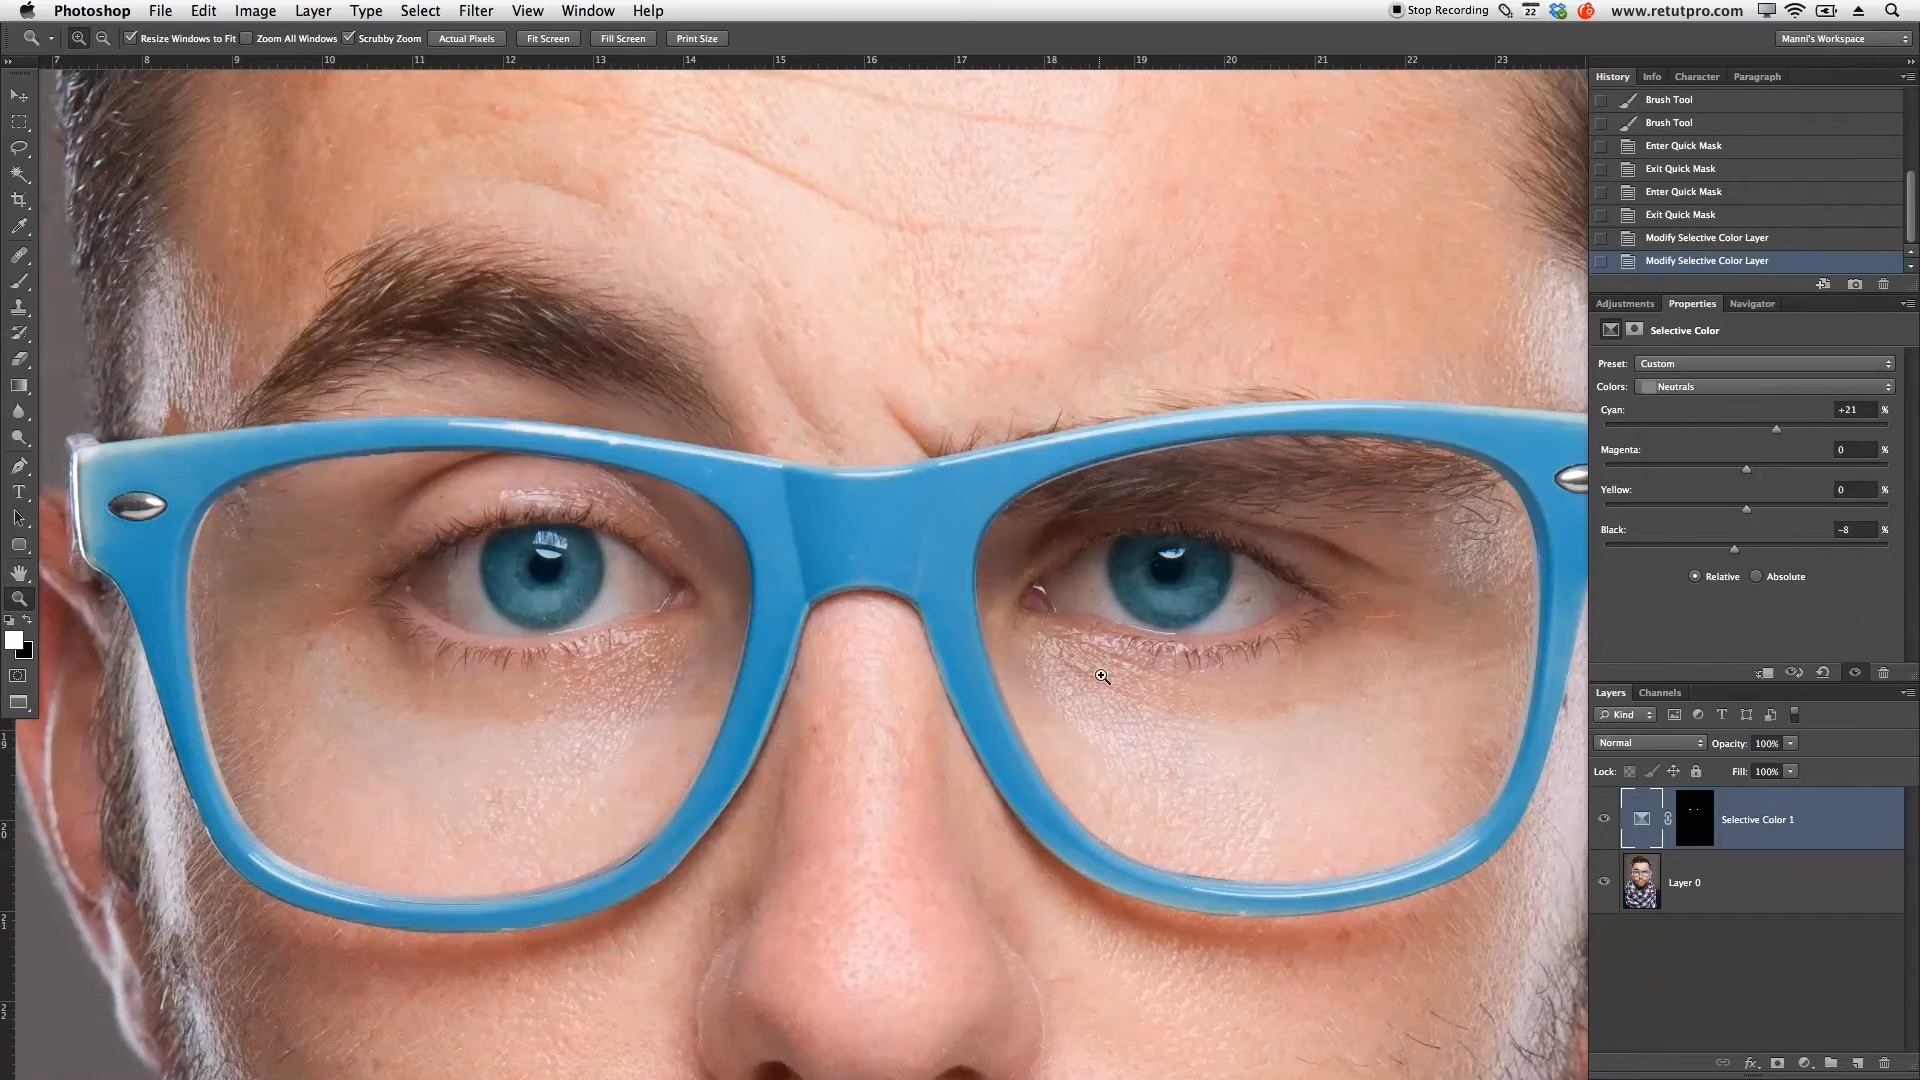 Photoshop File Edit Image Layer Type Select Filter View Window Help Stop Recording 22 www.retutpro.com
Resize Windows to Fit Zoom All Windows Scrubby Zoom Actual Pixels Fit Screen Fill Screen Print Size Manni's Workspace
7 8 9 10 11 12 13 14 15 16 17 18 19 20 21 22 23
History Info Character Paragraph
Brush Tool
Brush Tool
Enter Quick Mask
Exit Quick Mask
Enter Quick Mask
Exit Quick Mask
Modify Selective Color Layer
Modify Selective Color Layer
Adjustments Properties Navigator
Selective Color
Preset: Custom
Colors: Neutrals
Cyan: +21 %
Magenta: 0 %
Yellow: 0 %
Black: -8 %
Relative Absolute
Layers Channels
Kind
Normal Opacity: 100%
Lock: Fill: 100%
Selective Color 1
Layer 0
19
20
21
22